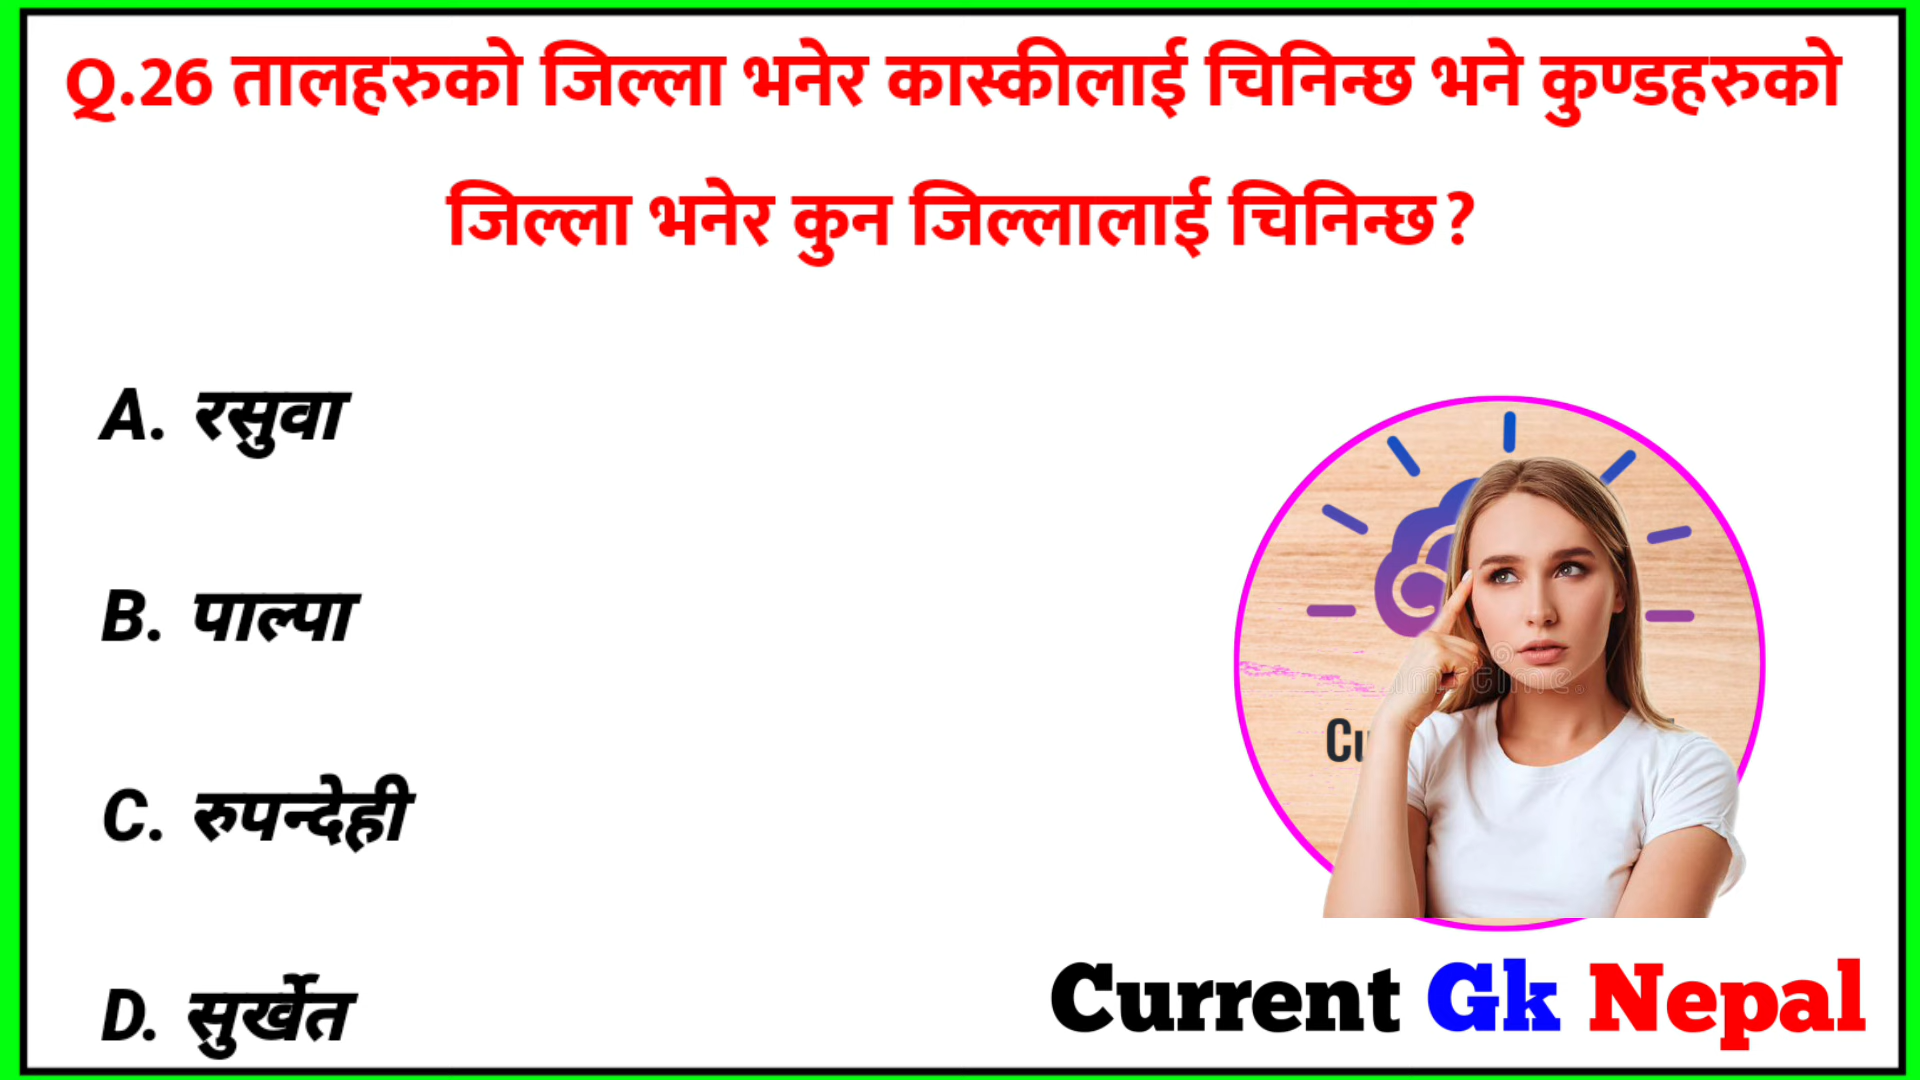 Q.26 तालहरुको जिल्ला भनेर कास्कीलाई चिनिन्छ भने कुण्डहरुको
जिल्ला भनेर कुन जिल्लालाई चिनिन्छ?
A. रसुवा
B. पाल्पा
C. रुपन्देही
D. सुर्खेत
Current Gk Nepal